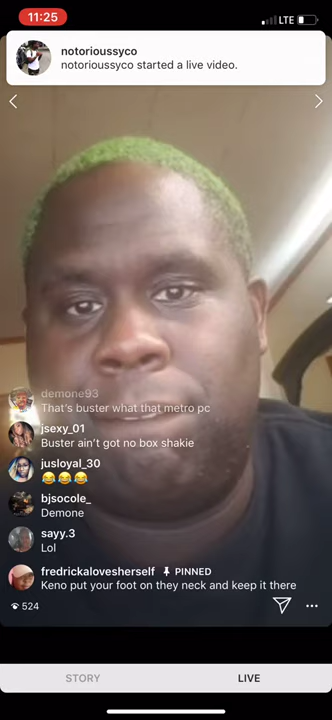 11:25
LTE
notorioussyco
notorioussyco started a live video.
demone93
That's buster what that metro pc
jsexy_01
Buster ain't got no box shakie
jusloyal_30
😂😂😂
bjsocole_
Demone
sayy.3
Lol
fredrickalovesherself PINNED
Keno put your foot on they neck and keep it there
524
STORY LIVE